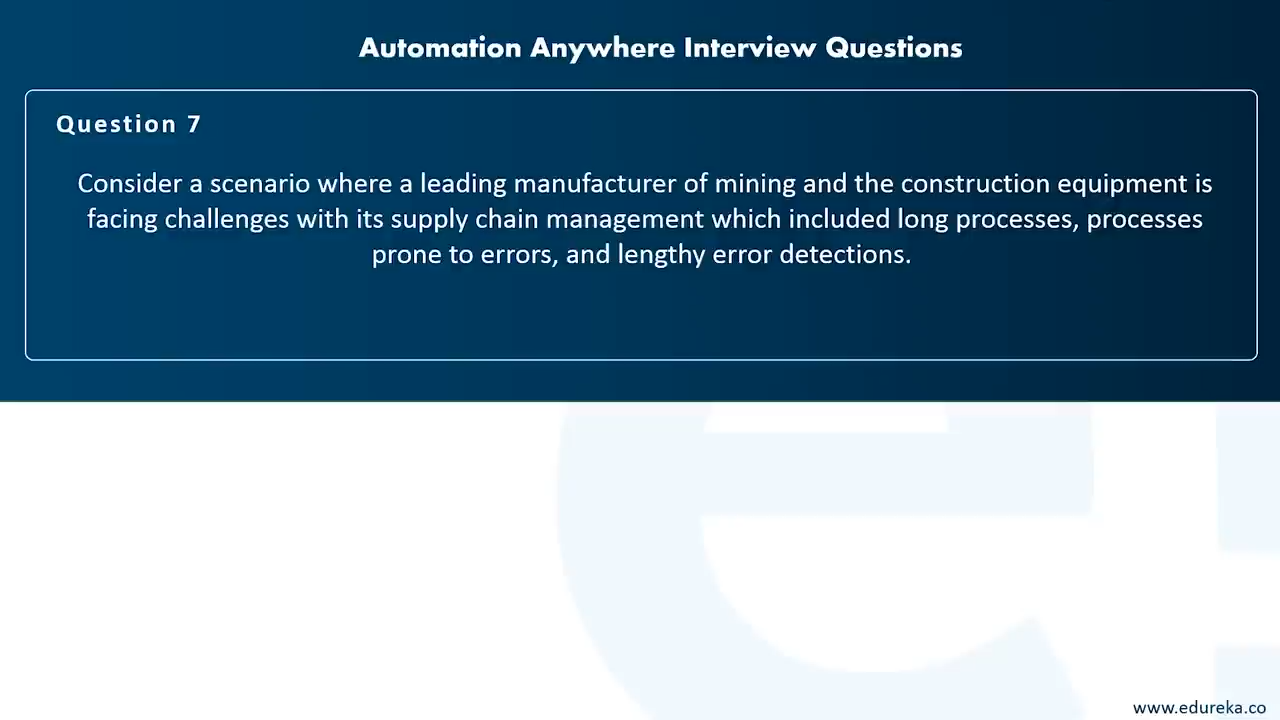 Automation Anywhere Interview Questions
Question 7
Consider a scenario where a leading manufacturer of mining and the construction equipment is
facing challenges with its supply chain management which included long processes, processes
prone to errors, and lengthy error detections.
www.edureka.co